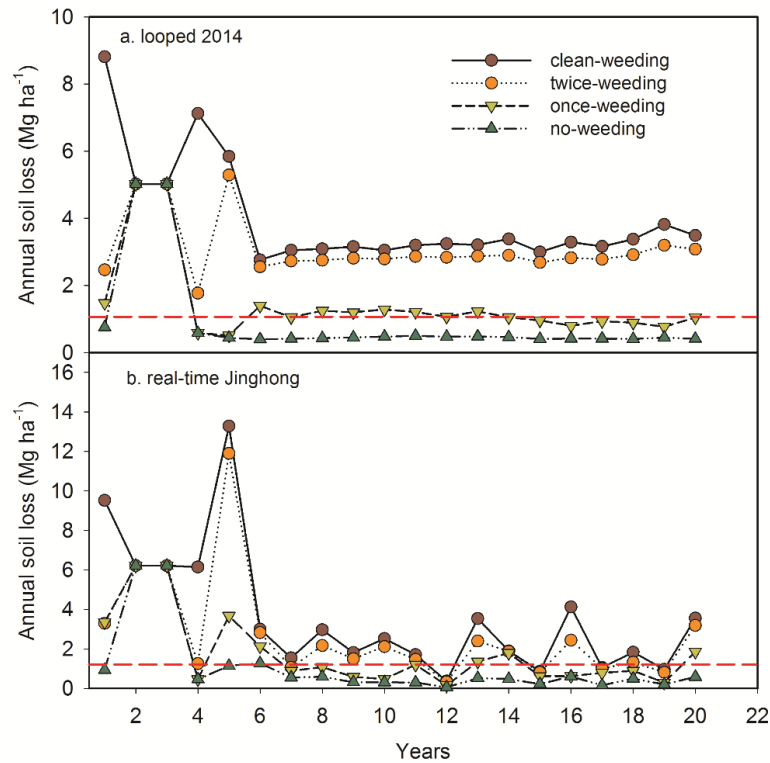 10
a. looped 2014
clean-weeding
twice-weeding
once-weeding
no-weeding
8
6
4
2
0
Annual soil loss (Mg ha⁻¹)
b. real-time Jinghong
16
14
12
10
8
6
4
2
0
Annual soil loss (Mg ha⁻¹)
2 4 6 8 10 12 14 16 18 20 22
Years